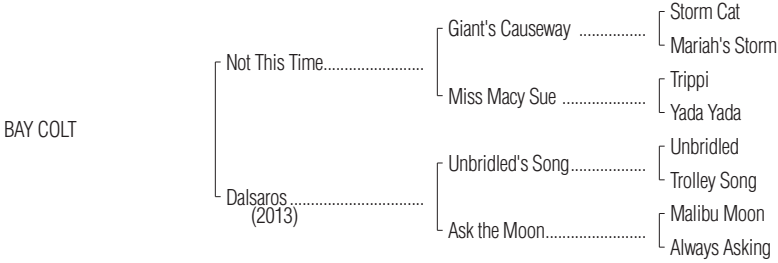 Storm Cat
Giant's Causeway ................
Mariah's Storm
Not This Time.......................
Trippi
Miss Macy Sue ....................
Yada Yada
BAY COLT
Unbridled
Unbridled's Song..................
Trolley Song
Dalsaros ...............................
(2013)
Malibu Moon
Ask the Moon........................
Always Asking